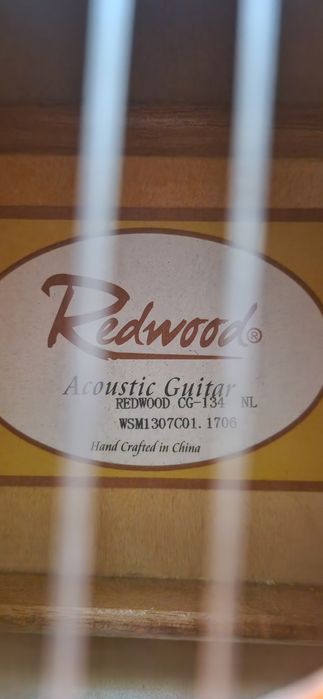 Redwood®
Acoustic Guitar
REDWOOD CG-134 NL
WSM1307C01.1706
Hand Crafted in China